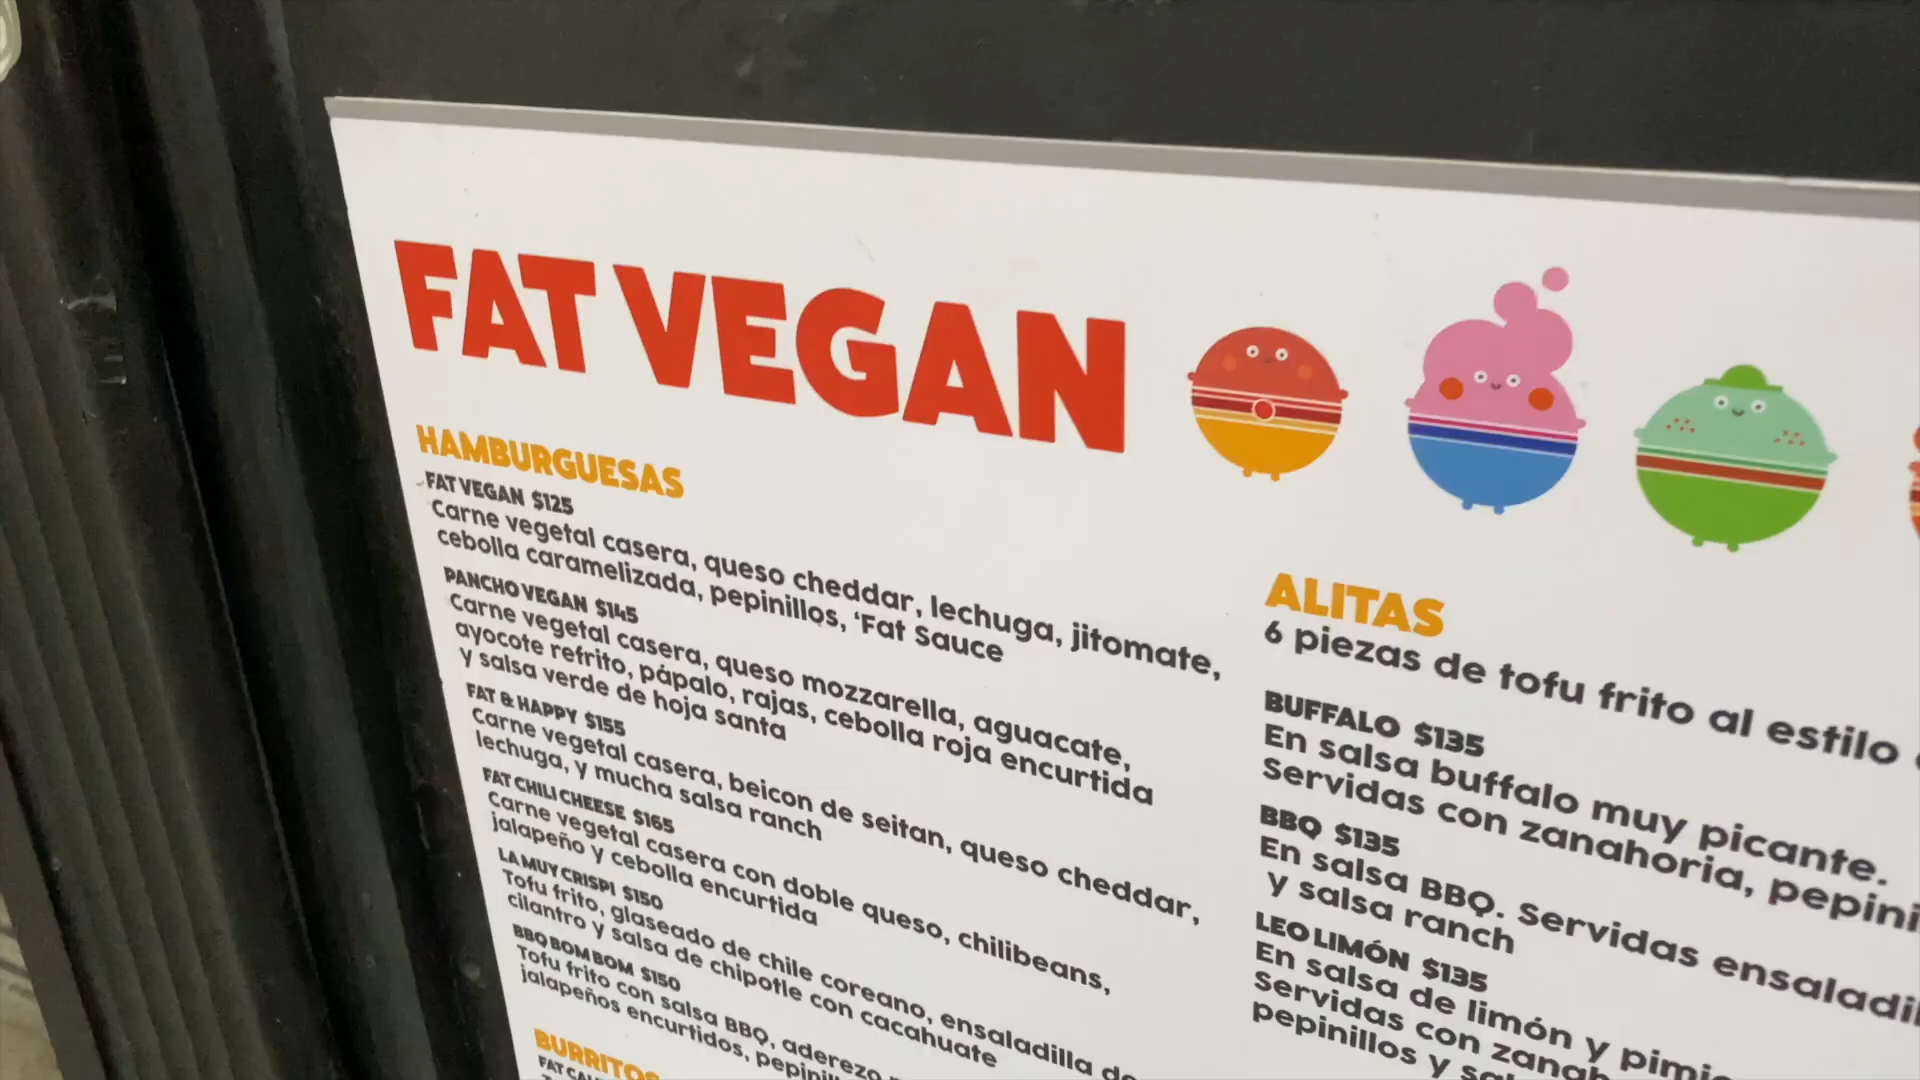 FAT VEGAN
HAMBURGUESAS
FAT VEGAN $125
Carne vegetal casera, queso cheddar, lechuga, jitomate,
cebolla caramelizada, pepinillos, ‘Fat Sauce
PANCHO VEGAN $145
Carne vegetal casera, queso mozzarella, aguacate,
ayocote refrito, pápalo, rajas, cebolla roja encurtida
y salsa verde de hoja santa
FAT & HAPPY $155
Carne vegetal casera, beicon de seitan, queso cheddar,
lechuga, y mucha salsa ranch
FAT CHILI CHEESE $165
Carne vegetal casera con doble queso, chilibeans,
jalapeño y cebolla encurtida
LA MUY CRISPI $150
Tofu frito, glaseado de chile coreano, ensaladilla de
cilantro y salsa de chipotle con cacahuate
BBQ BOM BOM $150
Tofu frito con salsa BBQ, aderezo
jalapeños encurtidos,
BURRITOS
FAT
ALITAS
6 piezas de tofu frito al estilo
BUFFALO $135
En salsa buffalo muy picante.
Servidas con zanahoria,
BBQ $135
En salsa BBQ. Servidas
y salsa ranch
LEO LIMÓN $135
En salsa de limón y
Servidas con
pepinillos y